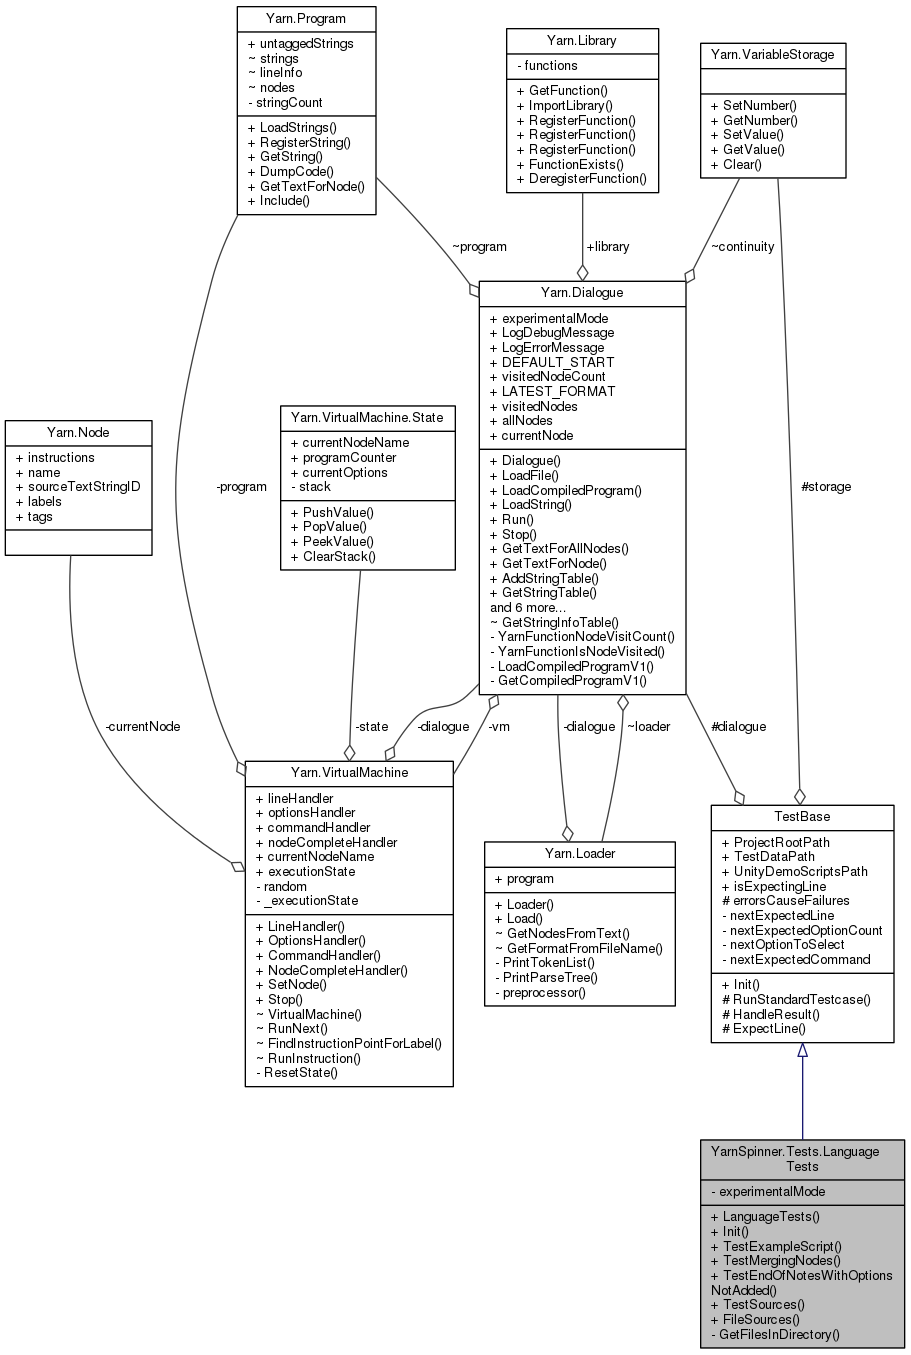 Yarn.Program
+ untaggedStrings
~ strings
~ lineInfo
~ nodes
- stringCount
+ LoadStrings()
+ RegisterString()
+ GetString()
+ DumpCode()
+ GetTextForNode()
+ Include()
Yarn.Library
- functions
+ GetFunction()
+ ImportLibrary()
+ RegisterFunction()
+ RegisterFunction()
+ RegisterFunction()
+ FunctionExists()
+ DeregisterFunction()
Yarn.VariableStorage
+ SetNumber()
+ GetNumber()
+ SetValue()
+ GetValue()
+ Clear()
~program
+library
~continuity
Yarn.Dialogue
+ experimentalMode
+ LogDebugMessage
+ LogErrorMessage
+ DEFAULT_START
+ visitedNodeCount
+ LATEST_FORMAT
+ visitedNodes
+ allNodes
+ currentNode
+ Dialogue()
+ LoadFile()
+ LoadCompiledProgram()
+ LoadString()
+ Run()
+ Stop()
+ GetTextForAllNodes()
+ GetTextForNode()
+ AddStringTable()
+ GetStringTable()
and 6 more...
~ GetStringInfoTable()
- YarnFunctionNodeVisitCount()
- YarnFunctionIsNodeVisited()
- LoadCompiledProgramV1()
- GetCompiledProgramV1()
Yarn.Node
+ instructions
+ name
+ sourceTextStringID
+ labels
+ tags
Yarn.VirtualMachine.State
+ currentNodeName
+ programCounter
+ currentOptions
- stack
+ PushValue()
+ PopValue()
+ PeekValue()
+ ClearStack()
-program
#storage
-currentNode
-state
-dialogue
-vm
-dialogue
~loader
#dialogue
Yarn.VirtualMachine
+ lineHandler
+ optionsHandler
+ commandHandler
+ nodeCompleteHandler
+ currentNodeName
+ executionState
- random
- _executionState
+ LineHandler()
+ OptionsHandler()
+ CommandHandler()
+ NodeCompleteHandler()
+ SetNode()
+ Stop()
~ VirtualMachine()
~ RunNext()
~ FindInstructionPointForLabel()
~ RunInstruction()
- ResetState()
Yarn.Loader
+ program
+ Loader()
+ Load()
~ GetNodesFromText()
~ GetFormatFromFileName()
- PrintTokenList()
- PrintParseTree()
- preprocessor()
TestBase
+ ProjectRootPath
+ TestDataPath
+ UnityDemoScriptsPath
+ isExpectingLine
# errorsCauseFailures
- nextExpectedLine
- nextExpectedOptionCount
- nextOptionToSelect
- nextExpectedCommand
+ Init()
# RunStandardTestcase()
# HandleResult()
# ExpectLine()
YarnSpinner.Tests.Language
Tests
- experimentalMode
+ LanguageTests()
+ Init()
+ TestExampleScript()
+ TestMergingNodes()
+ TestEndOfNotesWithOptions
NotAdded()
+ TestSources()
+ FileSources()
- GetFilesInDirectory()